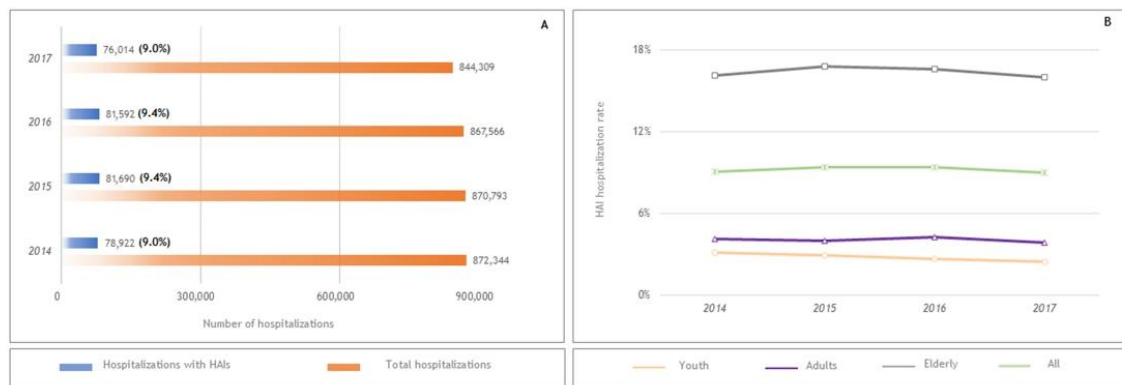 A
2017
76,014 (9.0%)
844,309
2016
81,592 (9.4%)
867,566
2015
81,690 (9.4%)
870,793
2014
78,922 (9.0%)
872,344
0 300,000 600,000 900,000
Number of hospitalizations
Hospitalizations with HAIs Total hospitalizations
B
HAI hospitalization rate
18%
12%
6%
0%
2014 2015 2016 2017
Youth Adults Elderly All